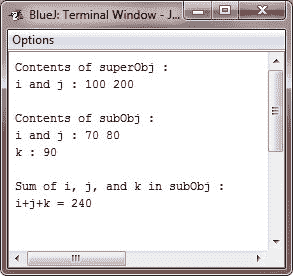 BlueJ: Terminal Window - J...
Options
Contents of superObj :
i and j : 100 200
Contents of subObj :
i and j : 70 80
k : 90
Sum of i, j, and k in subObj :
i+j+k = 240